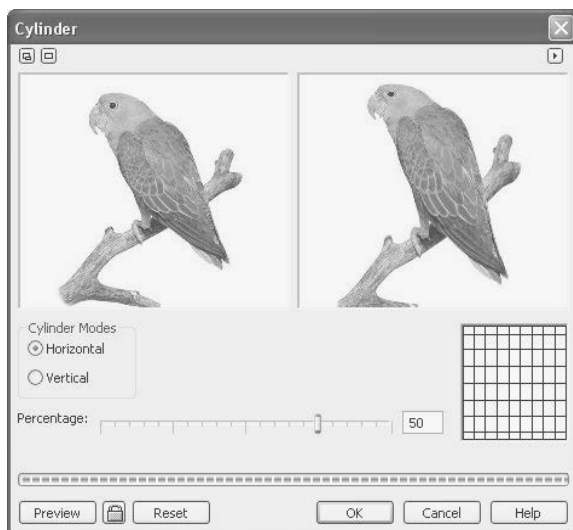 Cylinder
Cylinder Modes
Horizontal
Vertical
Percentage:
50
Preview
Reset
OK
Cancel
Help